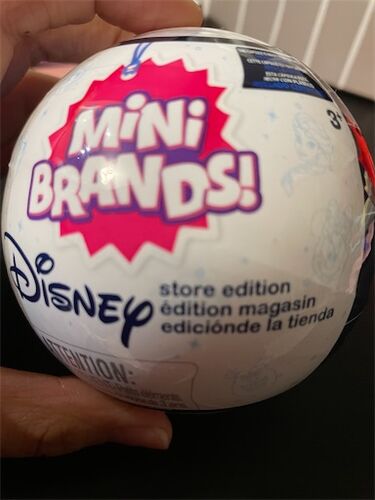 MiNi
BRANDS!
3+
Disney
store edition
édition magasin
ediciónde la tienda
ATTENTION: